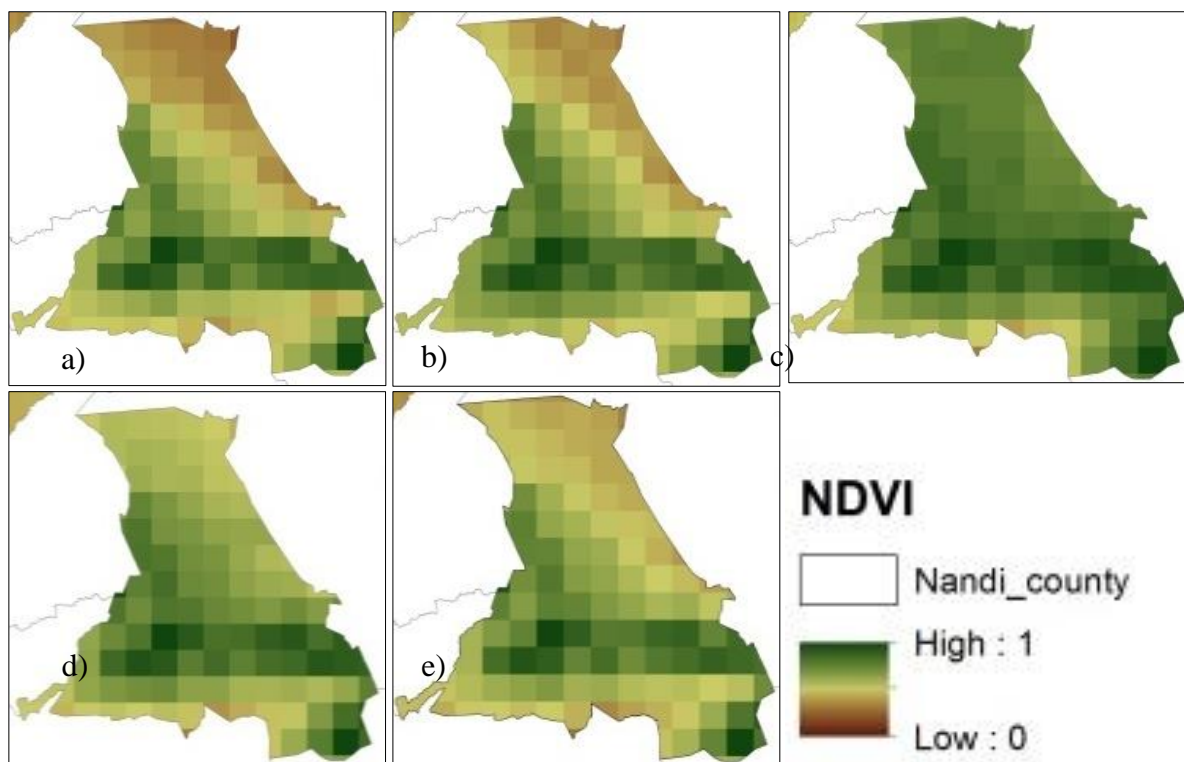 a)
b)
c)
d)
e)
NDVI
Nandi_county
High : 1
Low : 0